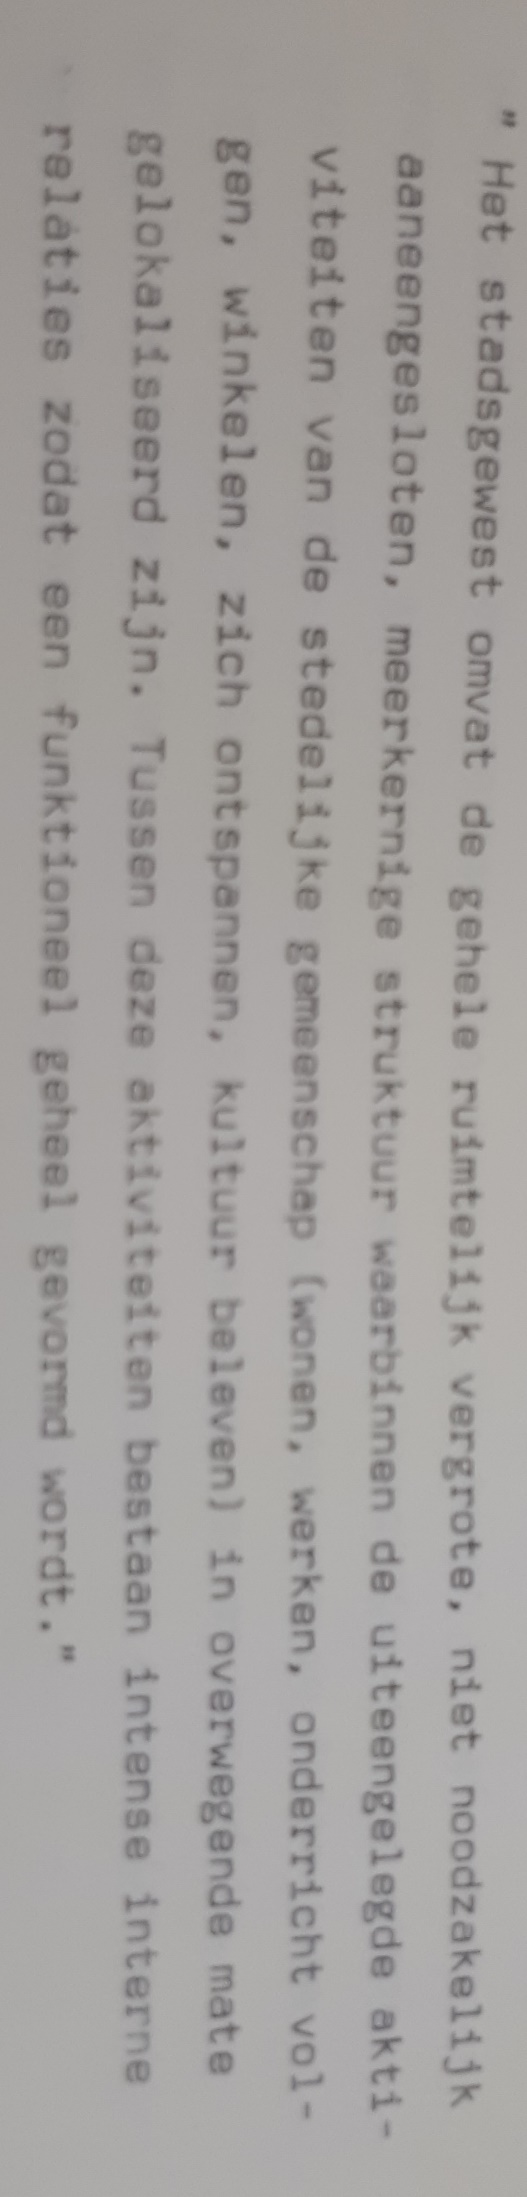 " Het stadsgewest omvat de gehele ruimtelijk vergrote, niet noodzakelijk
aaneengesloten, meerkernige struktuur waarbinnen de uiteengelegde akti-
viteiten van de stedelijke gemeenschap (wonen, werken, onderricht vol-
gen, winkelen, zich ontspannen, kultuur beleven) in overwegende mate
gelokaliseerd zijn. Tussen deze aktiviteiten bestaan intense interne
relaties zodat een funktioneel geheel gevormd wordt."